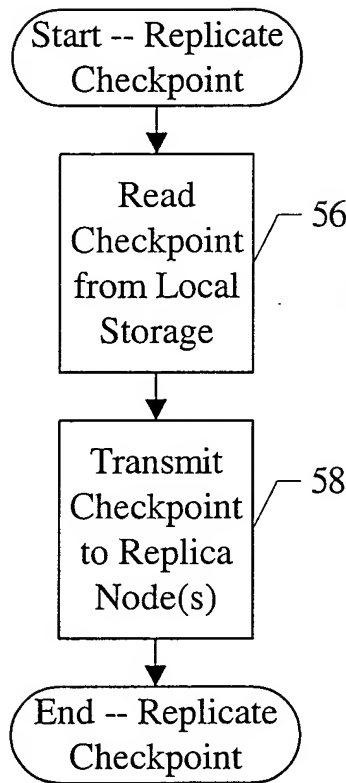 Start -- Replicate
Checkpoint
Read
Checkpoint
from Local
Storage
56
Transmit
Checkpoint
to Replica
Node(s)
58
End -- Replicate
Checkpoint